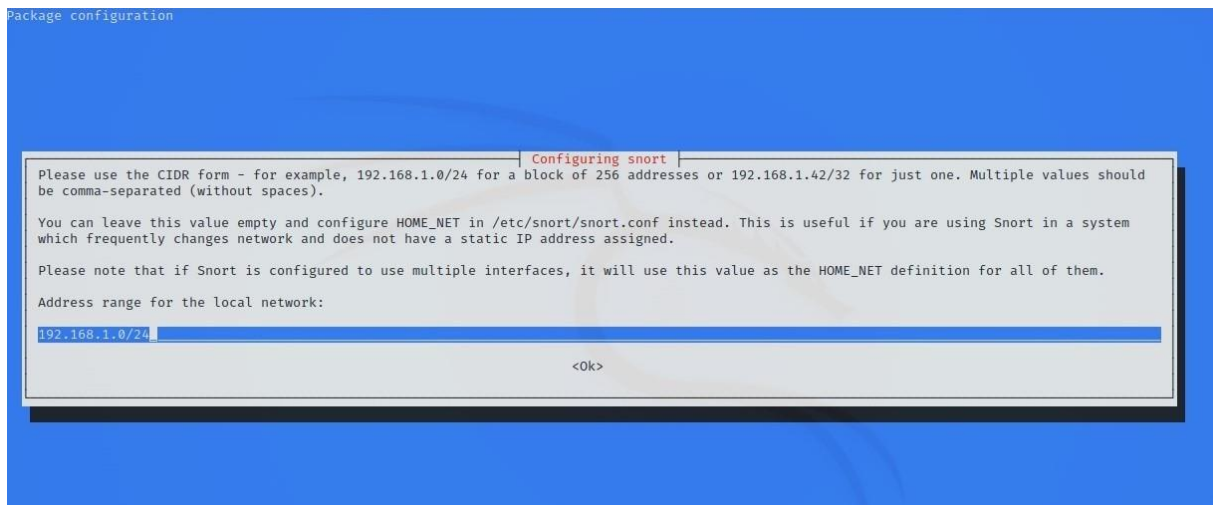 Package configuration
Configuring snort
Please use the CIDR form - for example, 192.168.1.0/24 for a block of 256 addresses or 192.168.1.42/32 for just one. Multiple values should
be comma-separated (without spaces).
You can leave this value empty and configure HOME_NET in /etc/snort/snort.conf instead. This is useful if you are using Snort in a system
which frequently changes network and does not have a static IP address assigned.
Please note that if Snort is configured to use multiple interfaces, it will use this value as the HOME_NET definition for all of them.
Address range for the local network:
192.168.1.0/24
<Ok>